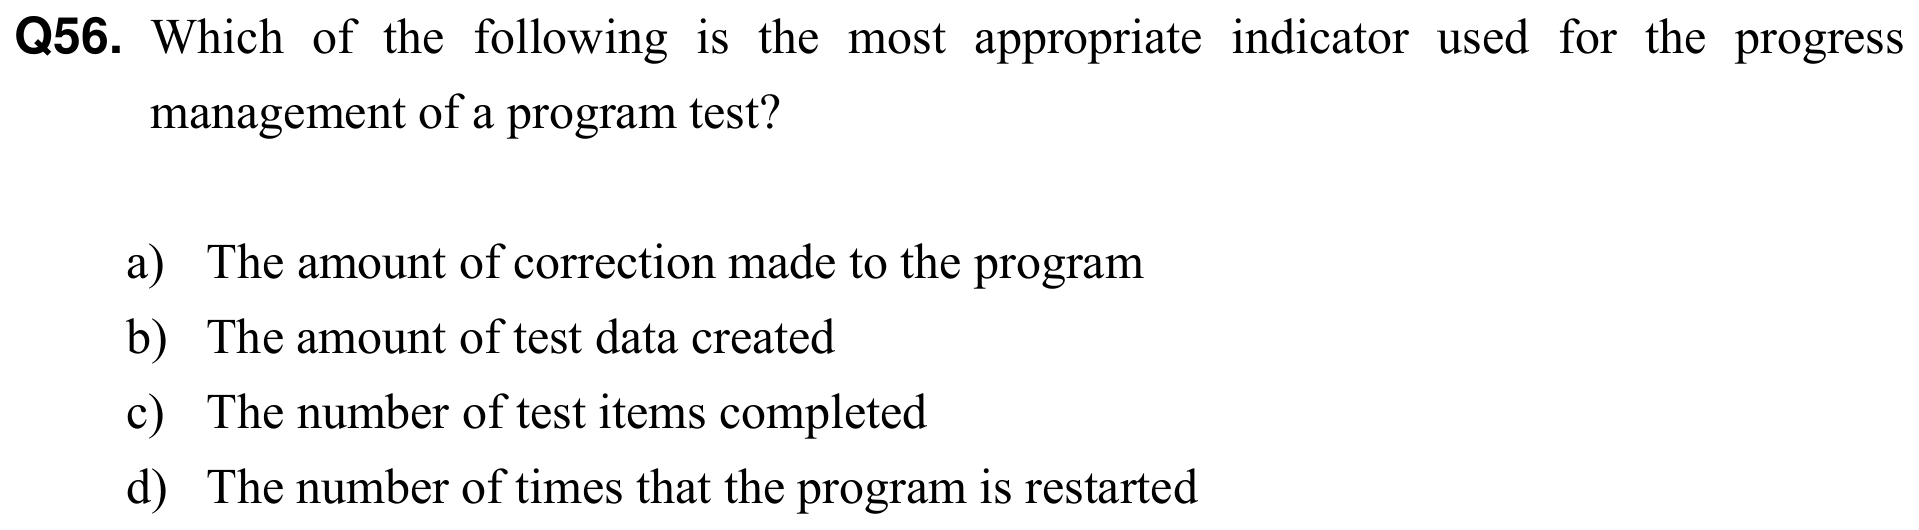 Q56. Which of the following is the most appropriate indicator used for the progress
management of a program test?
a) The amount of correction made to the program
b) The amount of test data created
c) The number of test items completed
d) The number of times that the program is restarted